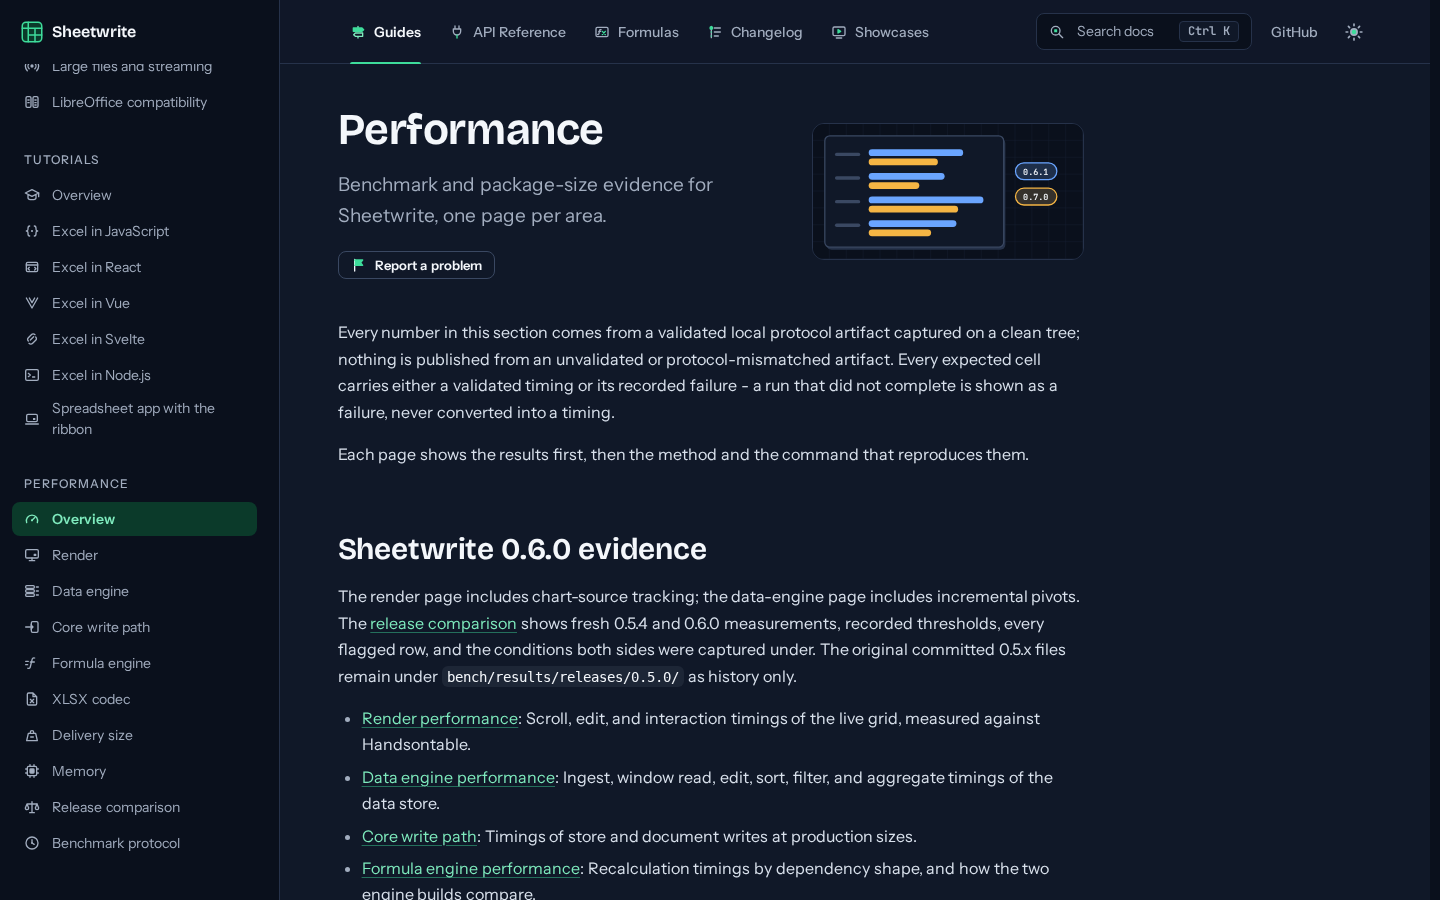 Sheetwrite
Guides
API Reference
Formulas
Changelog
Showcases
Search docs
Ctrl K
GitHub
Large files and streaming
LibreOffice compatibility
TUTORIALS
Overview
Excel in JavaScript
Excel in React
Excel in Vue
Excel in Svelte
Excel in Node.js
Spreadsheet app with the
ribbon
PERFORMANCE
Overview
Render
Data engine
Core write path
Formula engine
XLSX codec
Delivery size
Memory
Release comparison
Benchmark protocol
Performance
Benchmark and package-size evidence for
Sheetwrite, one page per area.
Report a problem
0.6.1
0.7.0
Every number in this section comes from a validated local protocol artifact captured on a clean tree;
nothing is published from an unvalidated or protocol-mismatched artifact. Every expected cell
carries either a validated timing or its recorded failure - a run that did not complete is shown as a
failure, never converted into a timing.
Each page shows the results first, then the method and the command that reproduces them.
Sheetwrite 0.6.0 evidence
The render page includes chart-source tracking; the data-engine page includes incremental pivots.
The release comparison shows fresh 0.5.4 and 0.6.0 measurements, recorded thresholds, every
flagged row, and the conditions both sides were captured under. The original committed 0.5.x files
remain under bench/results/releases/0.5.0/ as history only.
Render performance: Scroll, edit, and interaction timings of the live grid, measured against
Handsontable.
Data engine performance: Ingest, window read, edit, sort, filter, and aggregate timings of the
data store.
Core write path: Timings of store and document writes at production sizes.
Formula engine performance: Recalculation timings by dependency shape, and how the two
engine builds compare.